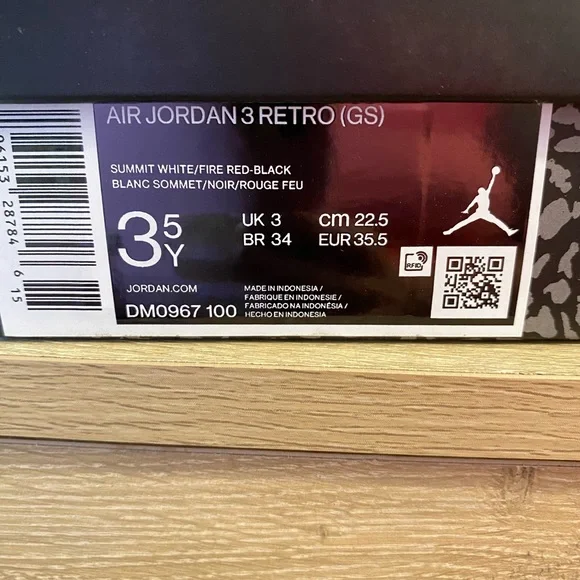 AIR JORDAN 3 RETRO (GS)
SUMMIT WHITE/FIRE RED-BLACK
BLANC SOMMET/NOIR/ROUGE FEU
3 5 Y
UK 3 cm 22.5
BR 34 EUR 35.5
RFID
JORDAN.COM
DM0967 100
MADE IN INDONESIA /
FABRIQUE EN INDONESIE /
FABRICADO NA INDONÉSIA /
HECHO EN INDONESIA
28784 6 15